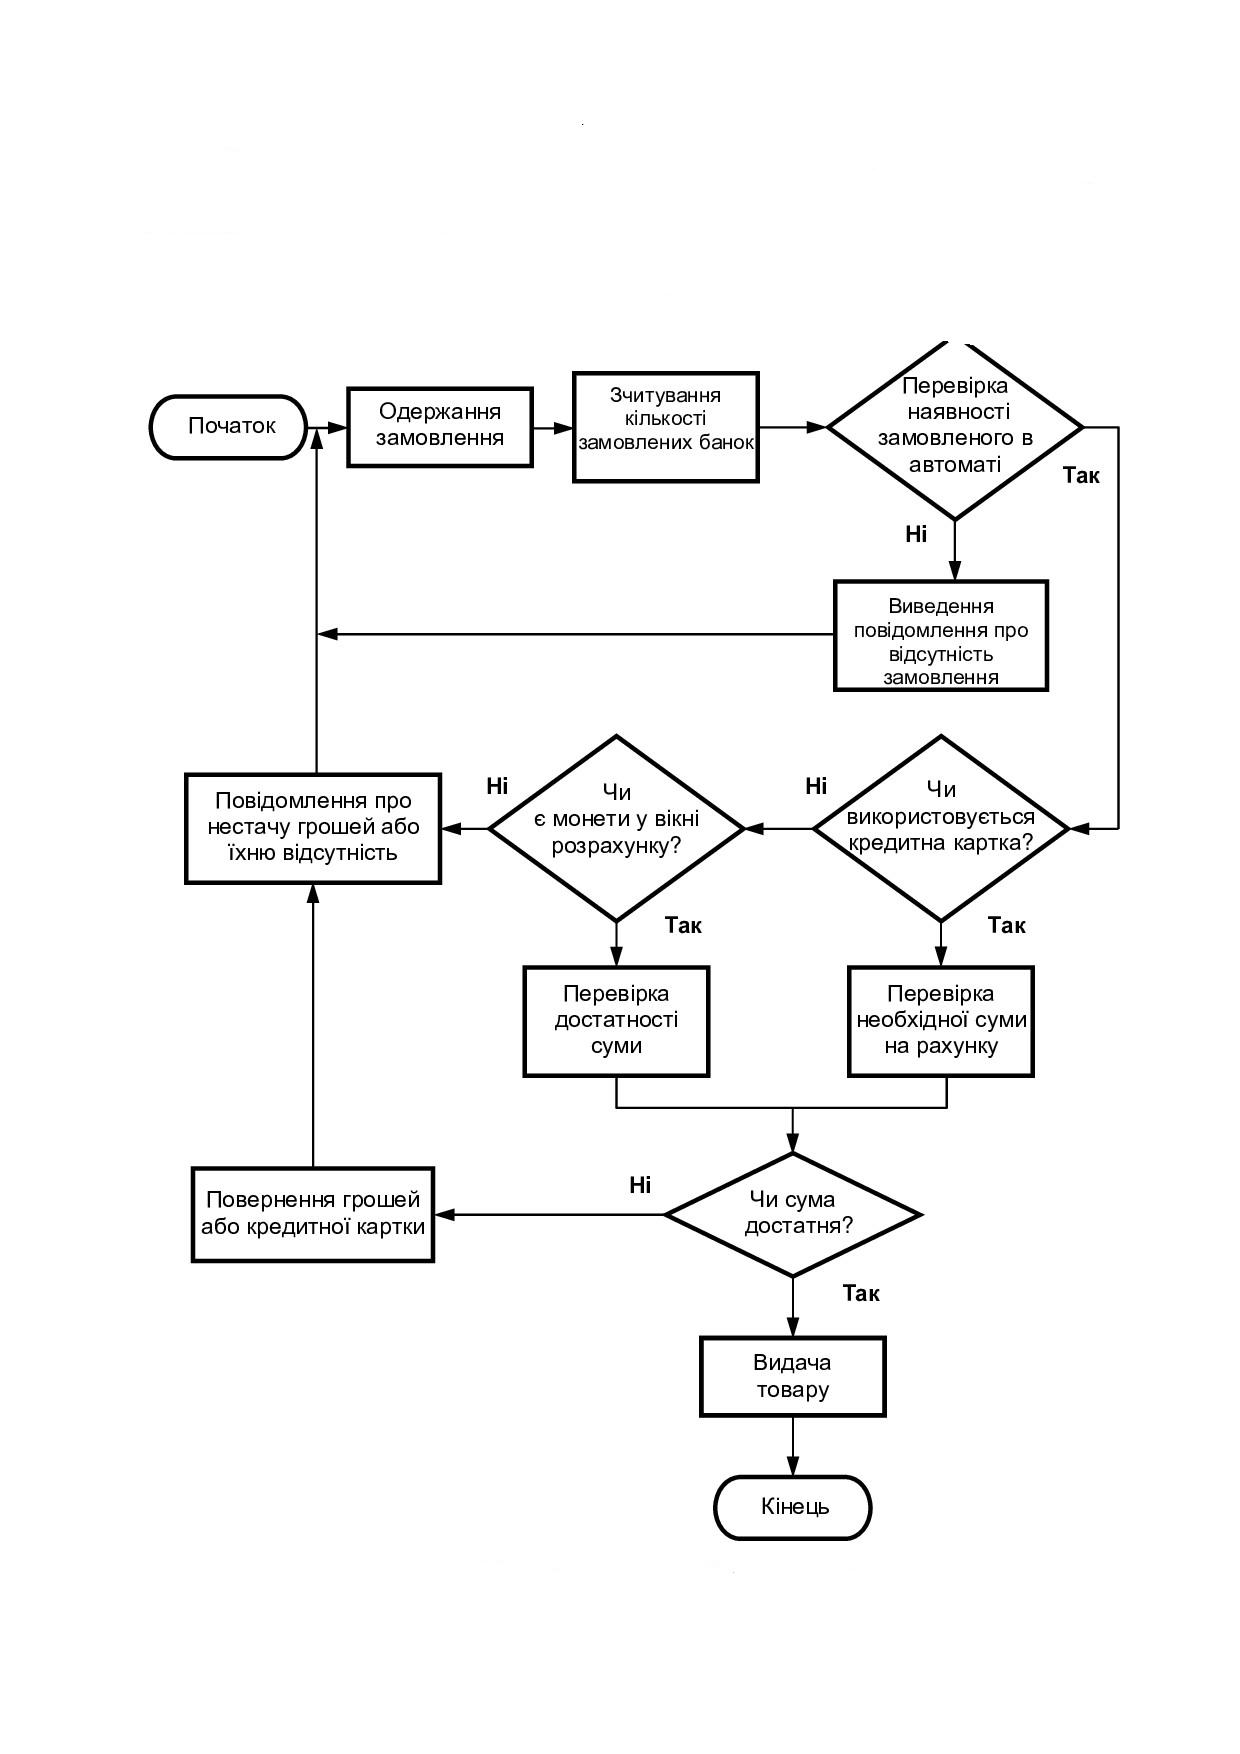 Початок
Одержання
замовлення
Зчитування
кількості
замовлених банок
Перевірка
наявності
замовленого в
автоматі
Так
Ні
Виведення
повідомлення про
відсутність
замовлення
Повідомлення про
нестачу грошей або
їхню відсутність
Ні
Чи
є монети у вікні
розрахунку?
Ні
Чи
використовується
кредитна картка?
Так
Так
Перевірка
достатності
суми
Перевірка
необхідної суми
на рахунку
Повернення грошей
або кредитної картки
Ні
Чи сума
достатня?
Так
Видача
товару
Кінець